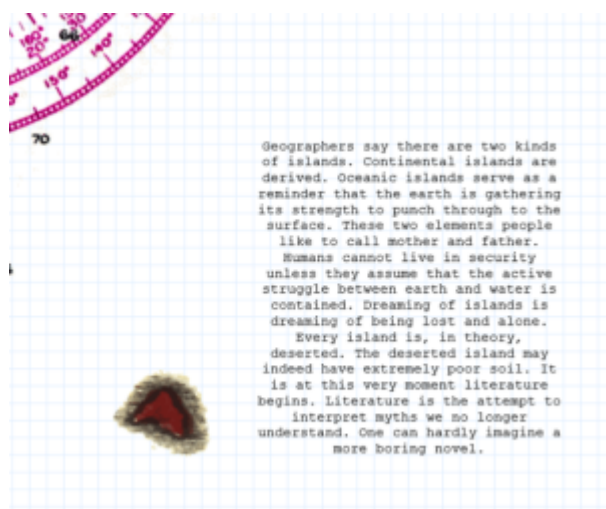 66
160°
20°
140°
150°
70
Geographers say there are two kinds
of islands. Continental islands are
derived. Oceanic islands serve as a
reminder that the earth is gathering
its strength to punch through to the
surface. These two elements people
like to call mother and father.
Humans cannot live in security
unless they assume that the active
struggle between earth and water is
contained. Dreaming of islands is
dreaming of being lost and alone.
Every island is, in theory,
deserted. The deserted island may
indeed have extremely poor soil. It
is at this very moment literature
begins. Literature is the attempt to
interpret myths we no longer
understand. One can hardly imagine a
more boring novel.